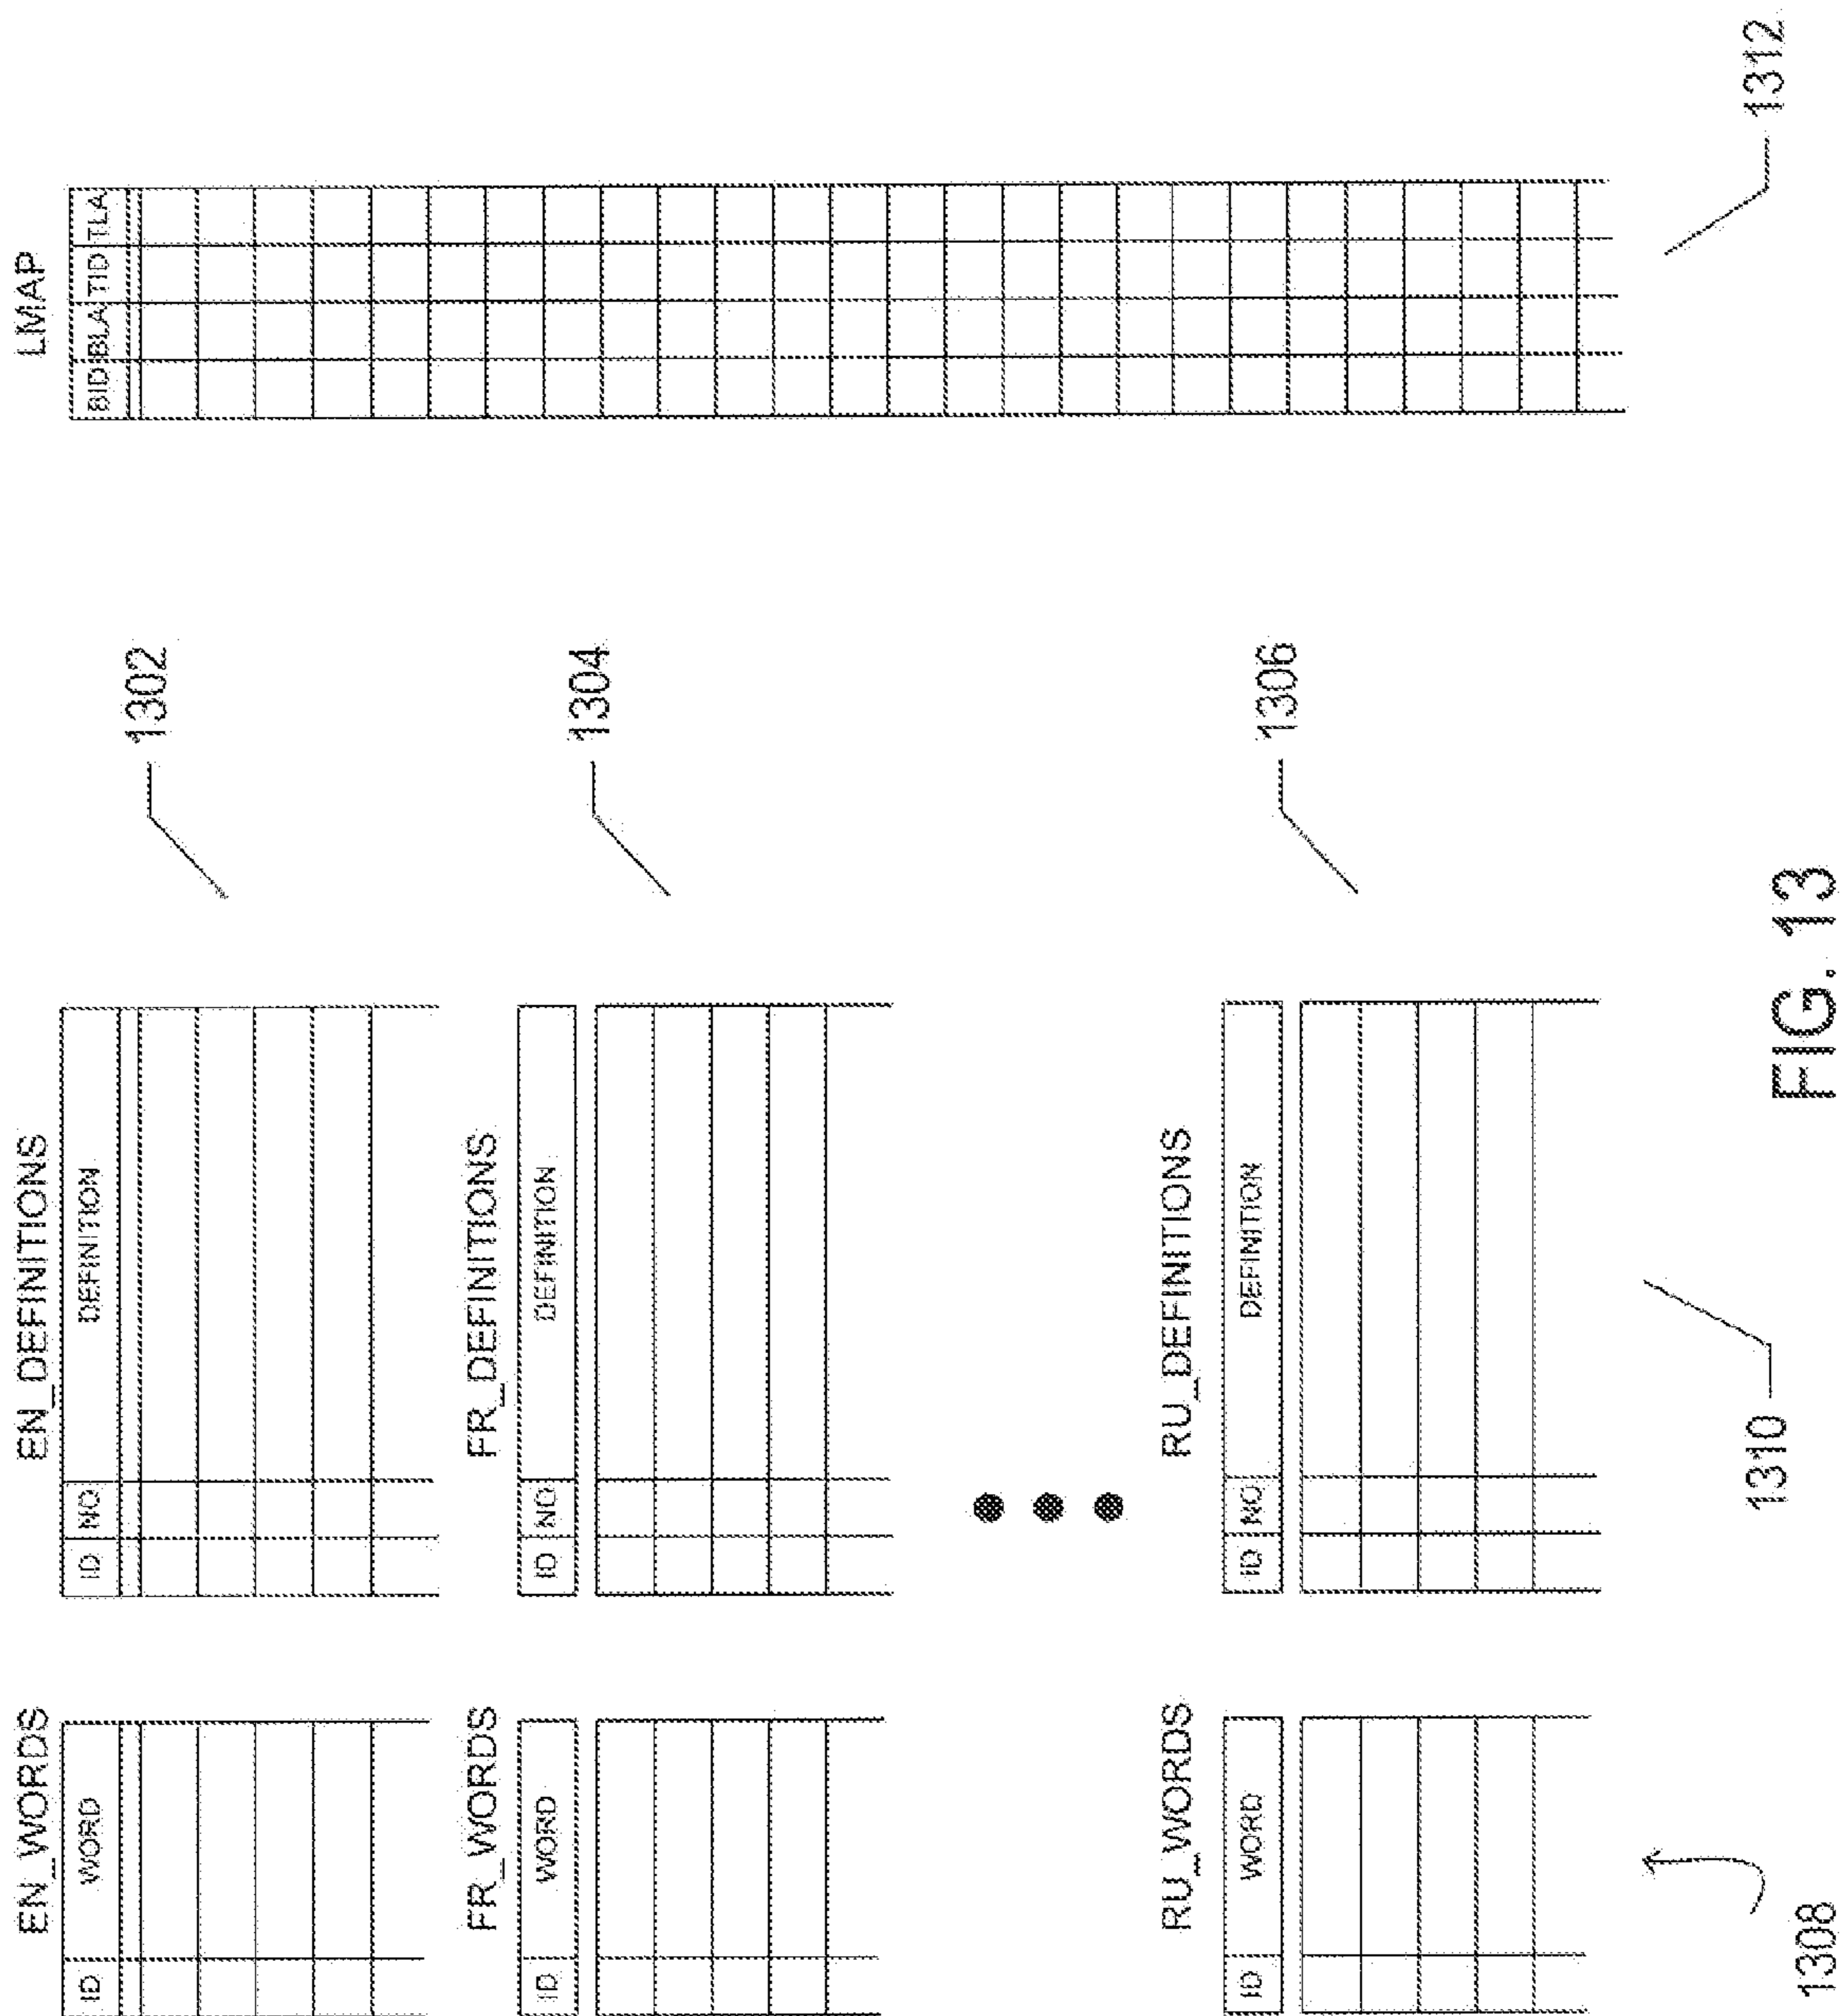 EN_WORDS
ID WORD
EN_DEFINITIONS
ID NO DEFINITION
1302
LMAP
BID BLA TID TLA
FR_WORDS
ID WORD
FR_DEFINITIONS
ID NO DEFINITION
1304
RU_WORDS
ID WORD
RU_DEFINITIONS
ID NO DEFINITION
1306
1308
1310
1312
FIG. 13